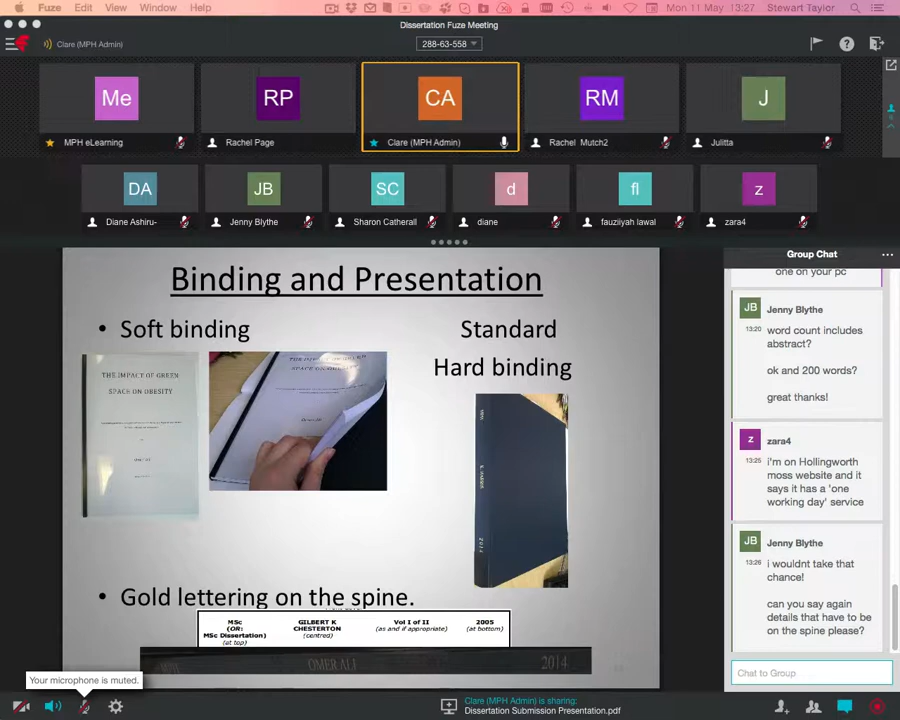 Fuze Edit View Window Help Mon 11 May 13:27 Stewart Taylor
Dissertation Fuze Meeting
Clare (MPH Admin)
288-63-558
Me
RP
CA
RM
J
MPH eLearning
Rachel Page
Clare (MPH Admin)
Rachel Mutch2
Julitta
DA
JB
SC
d
fl
z
Diane Ashiru-
Jenny Blythe
Sharon Catherall
diane
fauziiyah lawal
zara4
Binding and Presentation
• Soft binding
Standard
Hard binding
THE IMPACT OF GREEN
SPACE ON OBESITY
2014
• Gold lettering on the spine.
MSc
(OR:
MSc Dissertation)
(at top)
GILBERT K
CHESTERTON
(centred)
Vol I of II
(as and if appropriate)
2005
(at bottom)
OMER ALI
2014
Group Chat
one on your pc
JB
Jenny Blythe
13:20
word count includes
abstract?
ok and 200 words?
great thanks!
z
zara4
13:25
i'm on Hollingworth
moss website and it
says it has a 'one
working day' service
JB
Jenny Blythe
13:26
i wouldnt take that
chance!
can you say again
details that have to be
on the spine please?
Chat to Group
Your microphone is muted.
Clare (MPH Admin) is sharing:
Dissertation Submission Presentation.pdf